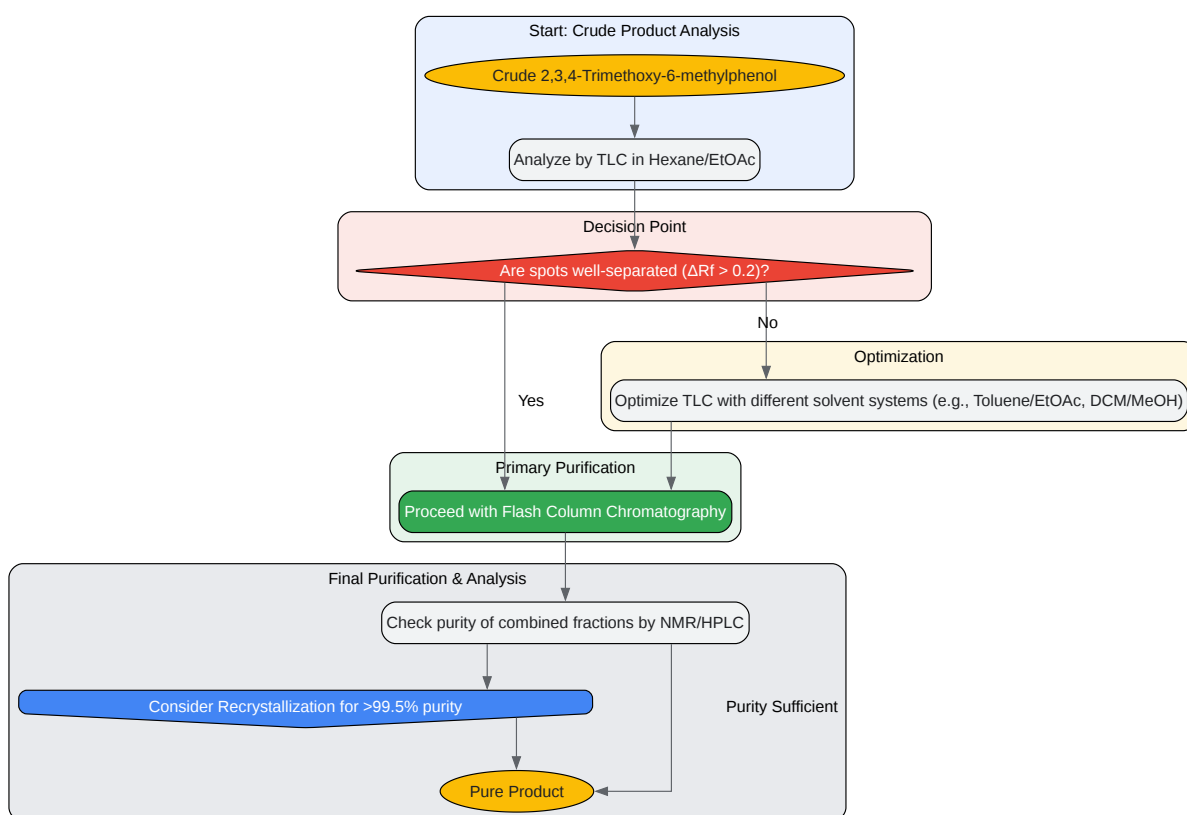 Start: Crude Product Analysis
Crude 2,3,4-Trimethoxy-6-methylphenol
Analyze by TLC in Hexane/EtOAc
Decision Point
Are spots well-separated (ΔRf > 0.2)?
No
Optimization
Optimize TLC with different solvent systems (e.g., Toluene/EtOAc, DCM/MeOH)
Yes
Primary Purification
Proceed with Flash Column Chromatography
Final Purification & Analysis
Check purity of combined fractions by NMR/HPLC
Consider Recrystallization for >99.5% purity
Purity Sufficient
Pure Product